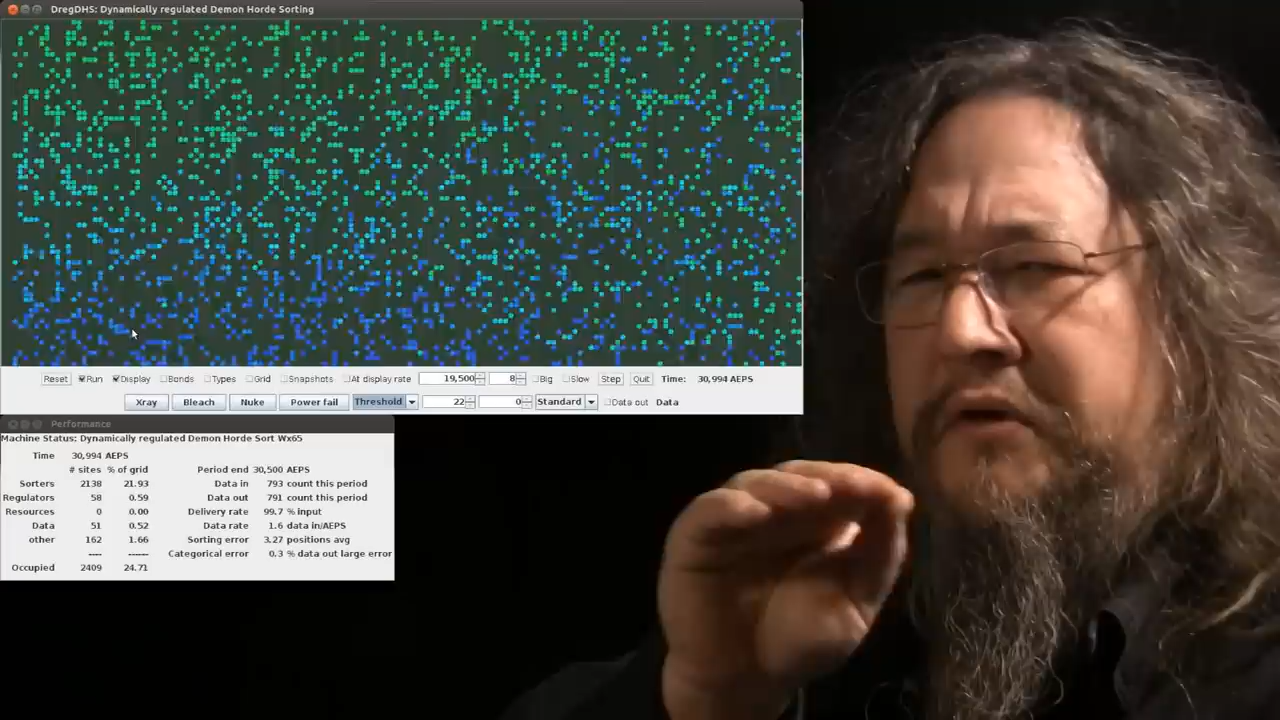 DregDHS: Dynamically regulated Demon Horde Sorting
Reset Run Display Bonds Types Grid Snapshots At display rate 19,500 8 Big Slow Step Quit Time: 30,994 AEPS
Xray Bleach Nuke Power fail Threshold 22 0 Standard Data out Data
Performance
Machine Status: Dynamically regulated Demon Horde Sort Wx65
Time 30,994 AEPS
# sites % of grid Period end 30,500 AEPS
Sorters 2138 21.93 Data in 793 count this period
Regulators 58 0.59 Data out 791 count this period
Resources 0 0.00 Delivery rate 99.7 % input
Data 51 0.52 Data rate 1.6 data in/AEPS
other 162 1.66 Sorting error 3.27 positions avg
---- ------ Categorical error 0.3 % data out large error
Occupied 2409 24.71